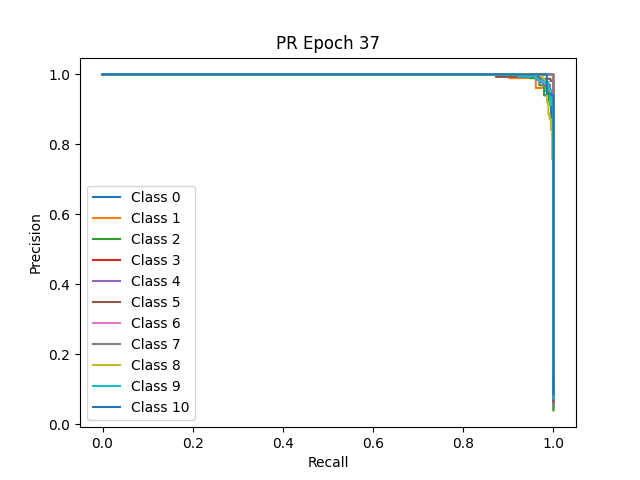 PR Epoch 37
1.0
0.8
0.6
0.4
0.2
0.0
Precision
Class 0
Class 1
Class 2
Class 3
Class 4
Class 5
Class 6
Class 7
Class 8
Class 9
Class 10
0.0 0.2 0.4 0.6 0.8 1.0
Recall